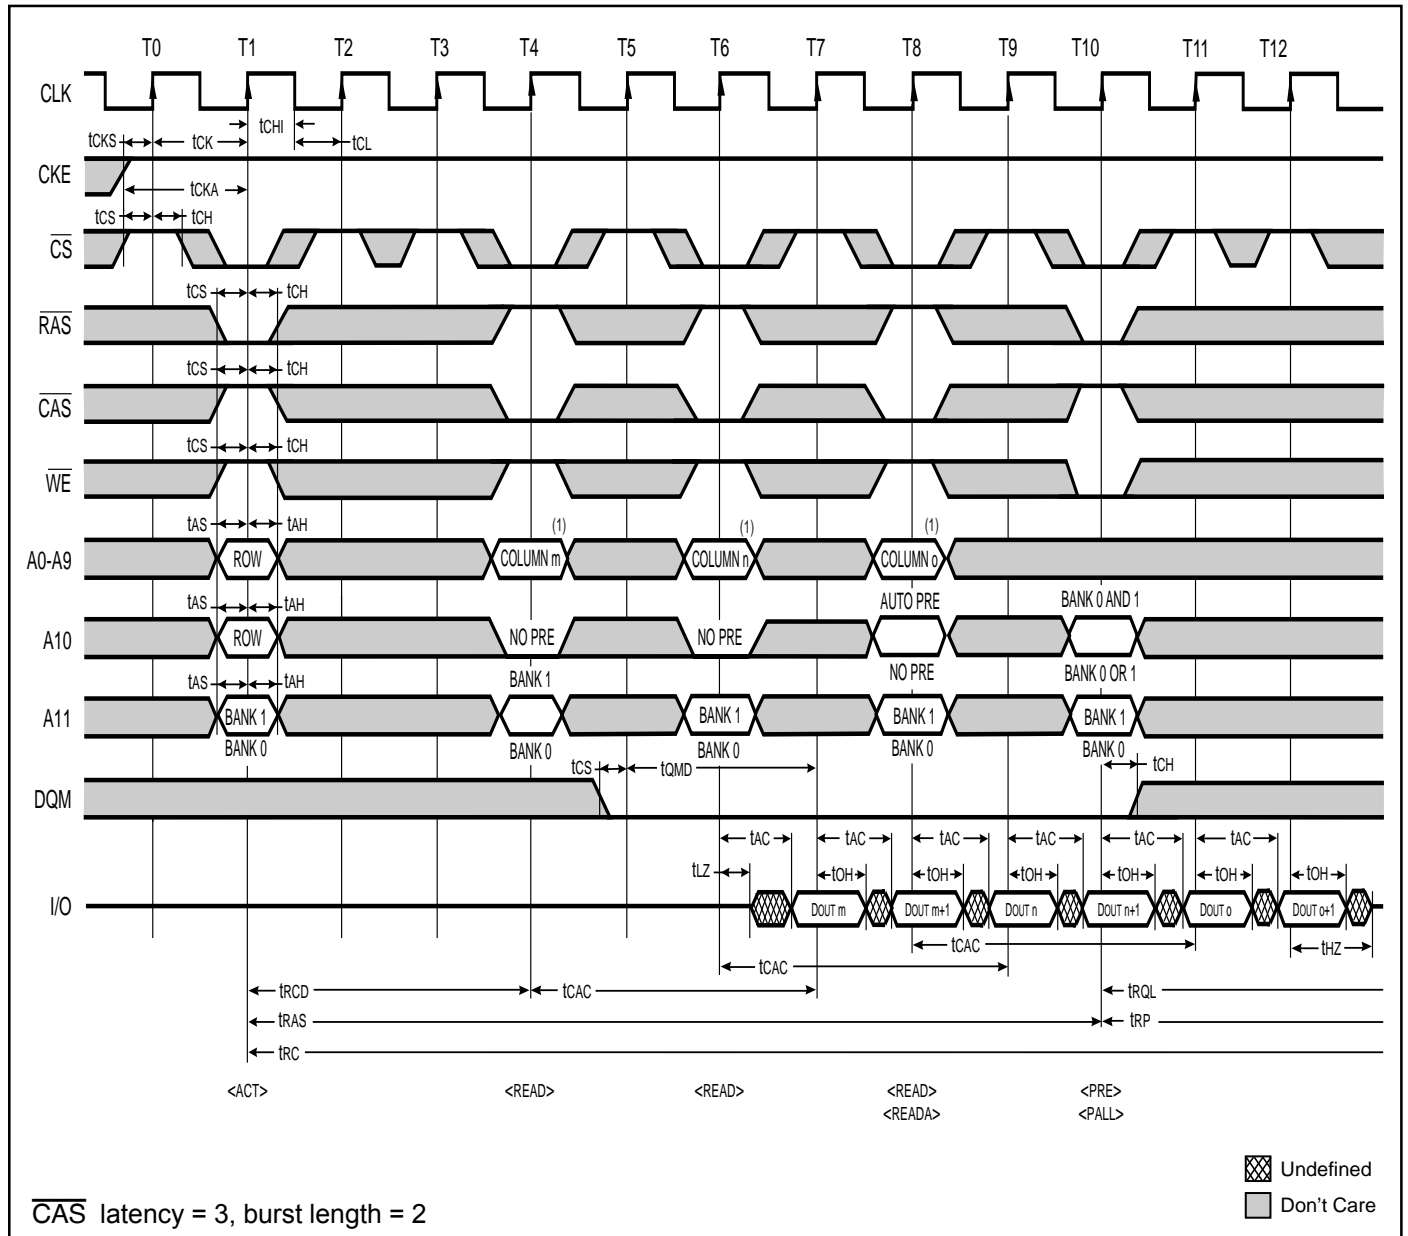 T0 T1 T2 T3 T4 T5 T6 T7 T8 T9 T10 T11 T12
CLK
tCHI
tCKS tCK tCL
CKE
tCKA
tCS tCH
CS
tCS tCH
RAS
tCS tCH
CAS
tCS tCH
WE
tAS tAH (1) (1) (1)
A0-A9 ROW COLUMN m COLUMN n COLUMN o
tAS tAH AUTO PRE BANK 0 AND 1
A10 ROW NO PRE NO PRE
tAS tAH BANK 1 NO PRE BANK 0 OR 1
A11 BANK 1 BANK 1 BANK 1 BANK 1
BANK 0 BANK 0 BANK 0 BANK 0 BANK 0
tCS tQMD tCH
DQM
tAC tAC tAC tAC tAC tAC
tLZ tOH tOH tOH tOH tOH tOH
I/O DOUT m DOUT m+1 DOUT n DOUT n+1 DOUT o DOUT o+1
tCAC tHZ
tCAC
tRCD tCAC tRQL
tRAS tRP
tRC
<ACT> <READ> <READ> <READ> <PRE>
<READA> <PALL>
Undefined
Don't Care
CAS latency = 3, burst length = 2